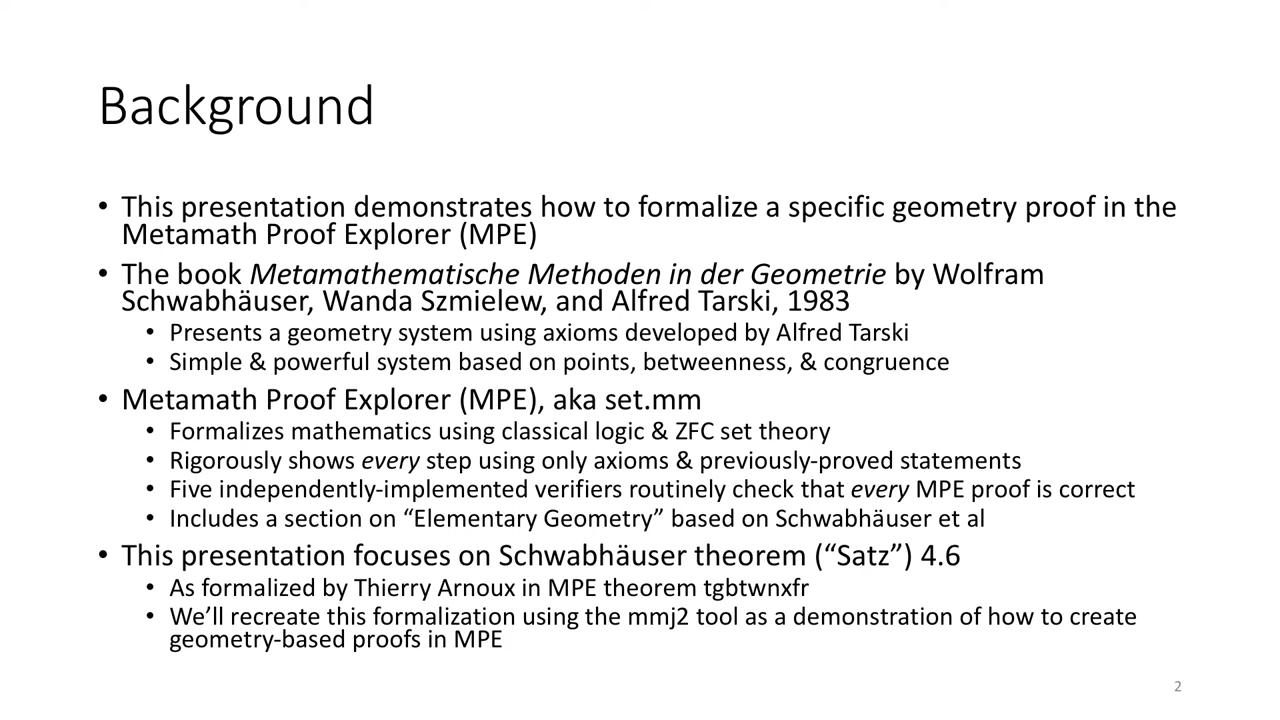 Background
• This presentation demonstrates how to formalize a specific geometry proof in the
Metamath Proof Explorer (MPE)
• The book Metamathematische Methoden in der Geometrie by Wolfram
Schwabhäuser, Wanda Szmielew, and Alfred Tarski, 1983
• Presents a geometry system using axioms developed by Alfred Tarski
• Simple & powerful system based on points, betweenness, & congruence
• Metamath Proof Explorer (MPE), aka set.mm
• Formalizes mathematics using classical logic & ZFC set theory
• Rigorously shows every step using only axioms & previously-proved statements
• Five independently-implemented verifiers routinely check that every MPE proof is correct
• Includes a section on “Elementary Geometry” based on Schwabhäuser et al
• This presentation focuses on Schwabhäuser theorem (“Satz”) 4.6
• As formalized by Thierry Arnoux in MPE theorem tgbtwnxfr
• We’ll recreate this formalization using the mmj2 tool as a demonstration of how to create
geometry-based proofs in MPE
2